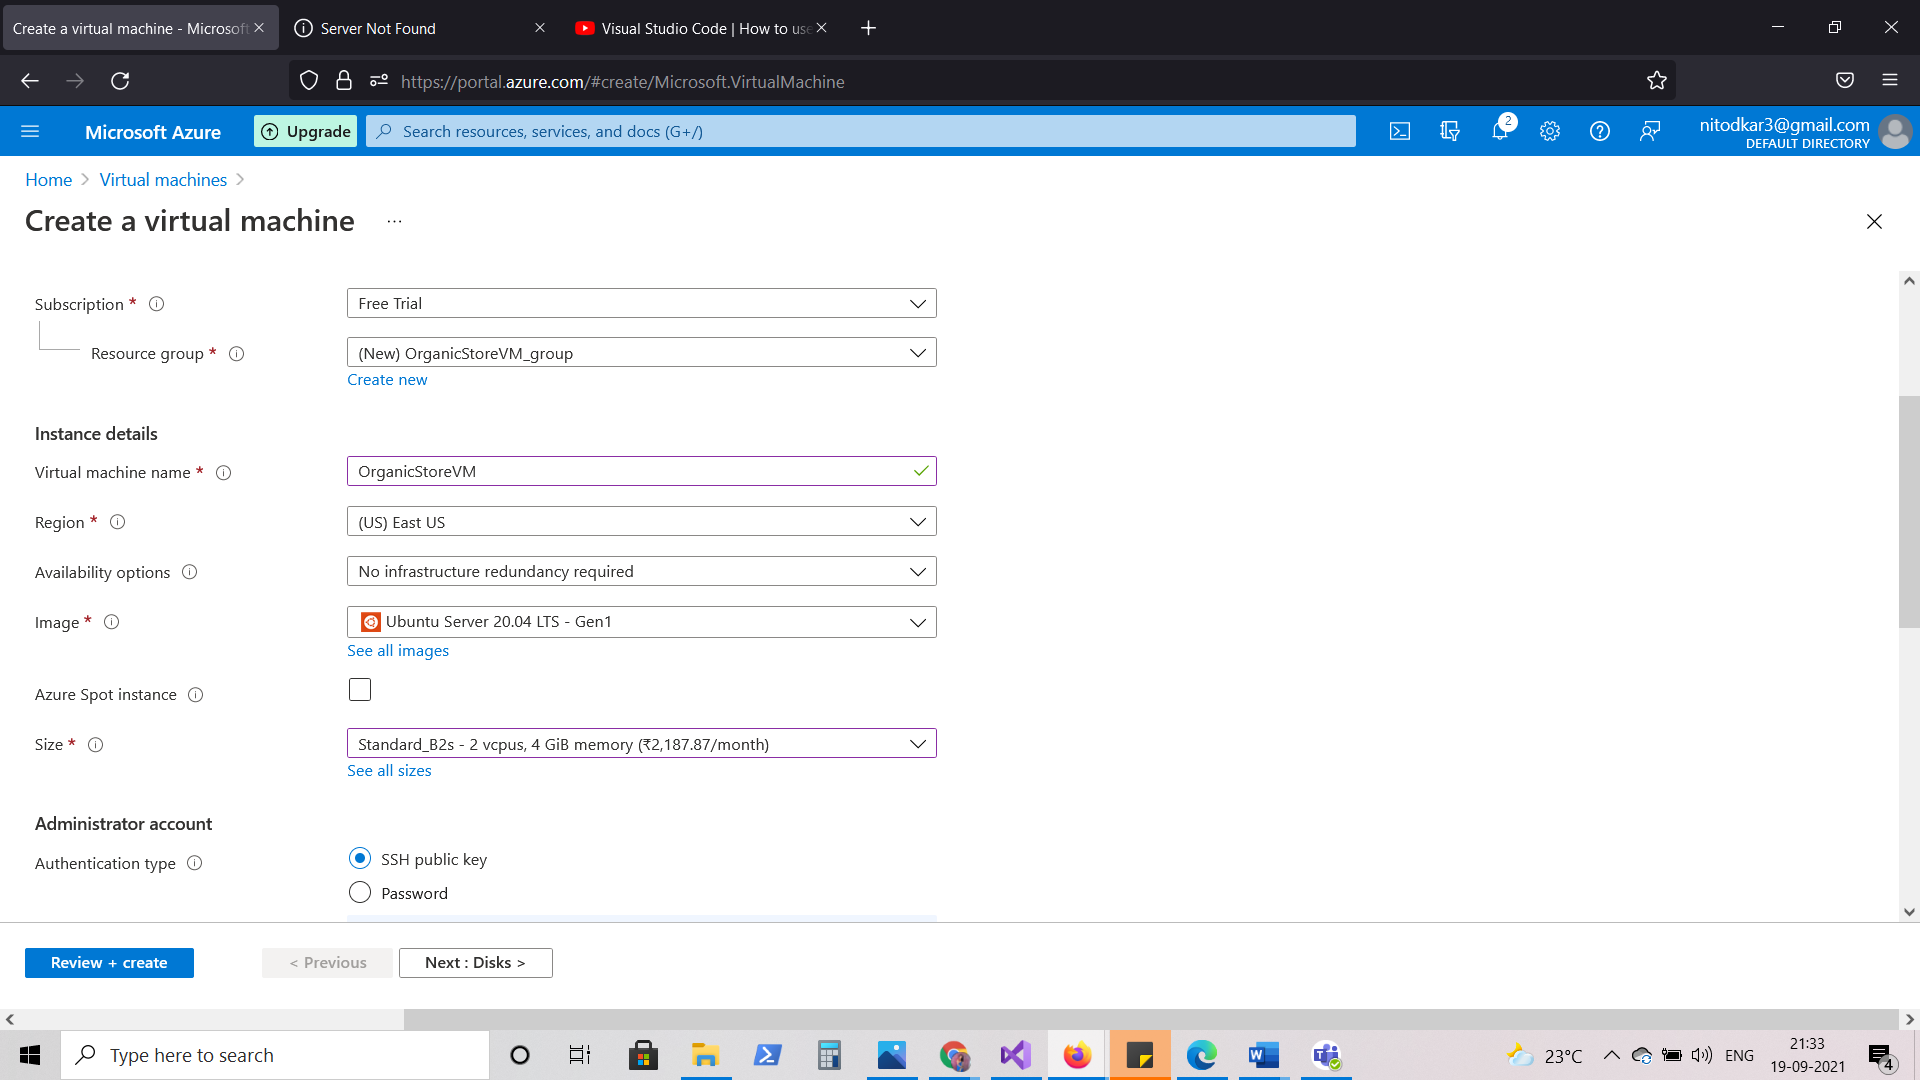 Create a virtual machine - Microsoft
Server Not Found
Visual Studio Code | How to use
https://portal.azure.com/#create/Microsoft.VirtualMachine
Microsoft Azure
Upgrade
Search resources, services, and docs (G+/)
2
nitodkar3@gmail.com
DEFAULT DIRECTORY
Home > Virtual machines >
Create a virtual machine ...
Subscription *
Free Trial
Resource group *
(New) OrganicStoreVM_group
Create new
Instance details
Virtual machine name *
OrganicStoreVM
Region *
(US) East US
Availability options
No infrastructure redundancy required
Image *
Ubuntu Server 20.04 LTS - Gen1
See all images
Azure Spot instance
Size *
Standard_B2s - 2 vcpus, 4 GiB memory (₹2,187.87/month)
See all sizes
Administrator account
Authentication type
SSH public key
Password
Review + create
< Previous
Next : Disks >
Type here to search
23°C
ENG
21:33
19-09-2021
4